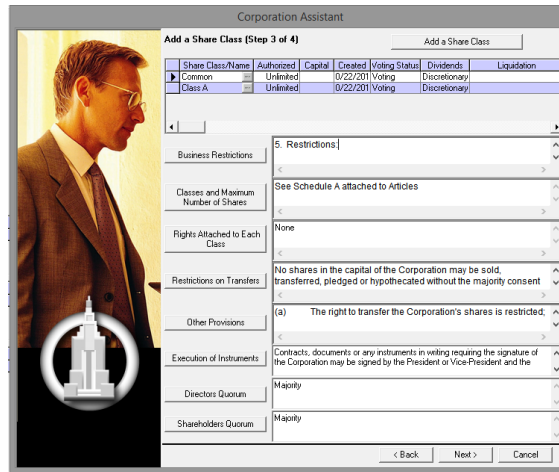 Corporation Assistant
Add a Share Class (Step 3 of 4)
Add a Share Class
Share Class/Name Authorized Capital Created Voting Status Dividends Liquidation
Common Unlimited 0/22/201 Voting Discretionary
Class A Unlimited 0/22/201 Voting Discretionary
Business Restrictions
5. Restrictions:
Classes and Maximum
Number of Shares
See Schedule A attached to Articles
Rights Attached to Each
Class
None
Restrictions on Transfers
No shares in the capital of the Corporation may be sold,
transferred, pledged or hypothecated without the majority consent
Other Provisions
(a) The right to transfer the Corporation's shares is restricted;
Execution of Instruments
Contracts, documents or any instruments in writing requiring the signature of
the Corporation may be signed by the President or Vice-President and the
Directors Quorum
Majority
Shareholders Quorum
Majority
< Back
Next >
Cancel